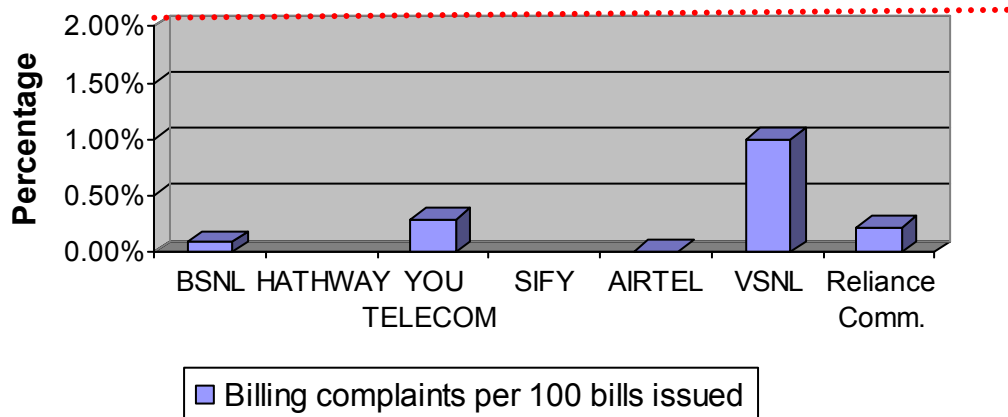 Percentage
2.00%
1.50%
1.00%
0.50%
0.00%
BSNL HATHWAY YOU TELECOM SIFY AIRTEL VSNL Reliance Comm.
Billing complaints per 100 bills issued